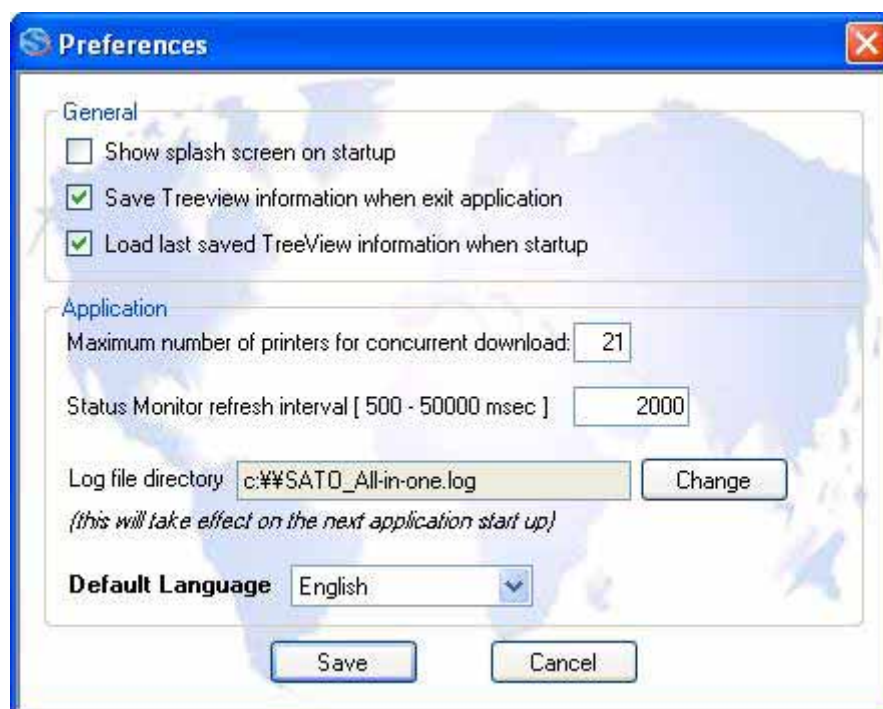 Preferences
General
Show splash screen on startup
Save Treeview information when exit application
Load last saved TreeView information when startup
Application
Maximum number of printers for concurrent download: 21
Status Monitor refresh interval [ 500 - 50000 msec ] 2000
Log file directory c:¥¥SATO_All-in-one.log Change
(this will take effect on the next application start up)
Default Language English
Save Cancel